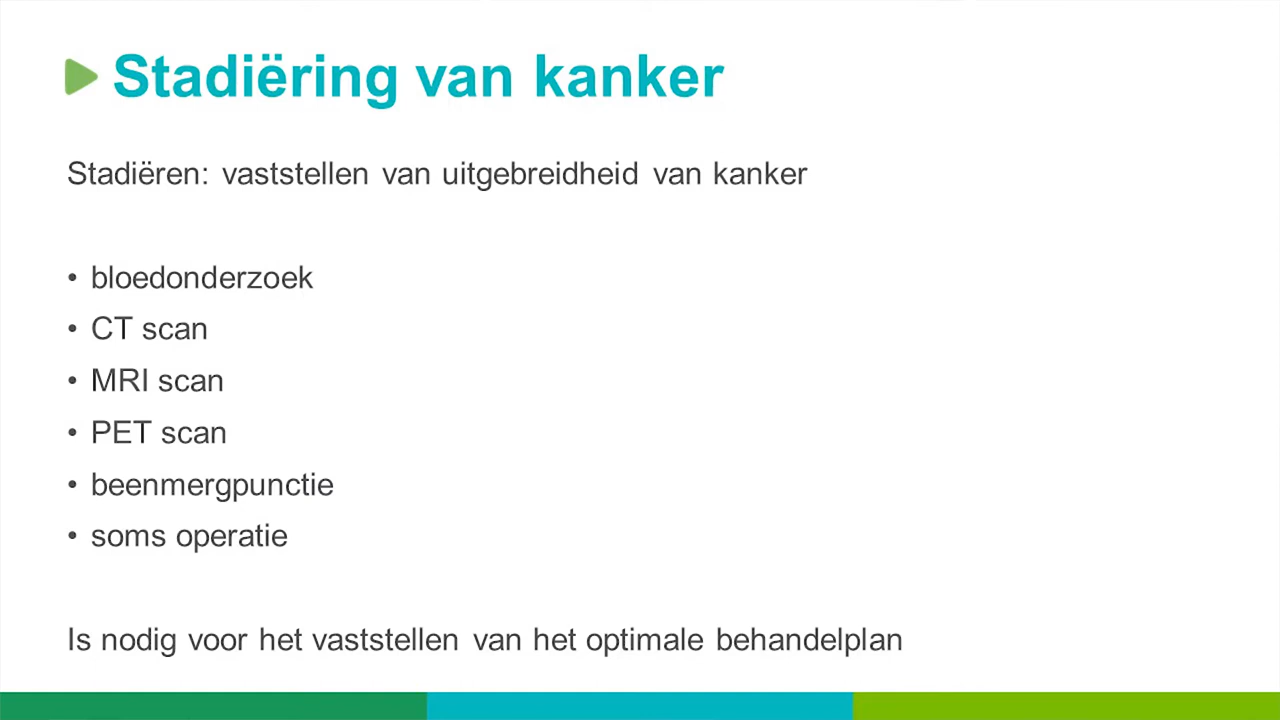 Stadiëring van kanker
Stadiëren: vaststellen van uitgebreidheid van kanker
• bloedonderzoek
• CT scan
• MRI scan
• PET scan
• beenmergpunctie
• soms operatie
Is nodig voor het vaststellen van het optimale behandelplan